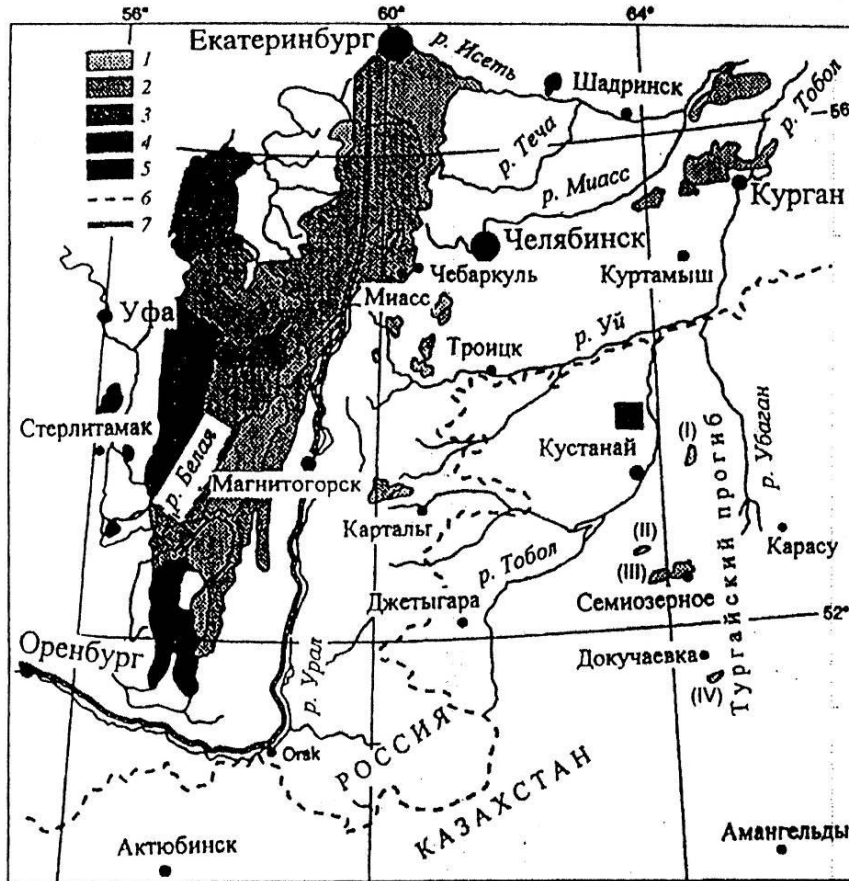 56°
60°
64°
Екатеринбург
р. Исеть
1
2
3
4
5
6
7
Шадринск
р. Тобол
56°
р. Теча
р. Миасс
Курган
Челябинск
Чебаркуль
Куртамыш
Миасс
Уфа
р. Уй
Троицк
Стерлитамак
р. Белая
Кустанай
(I)
р. Убаган
Магнитогорск
Картальг
(II)
Карасу
р. Тобол
(III)
Семиозерное
Тургайский прогиб
Джетыгара
52°
Оренбург
р. Урал
Докучаевка
(IV)
Orsk
РОССИЯ
КАЗАХСТАН
Актюбинск
Амангельды